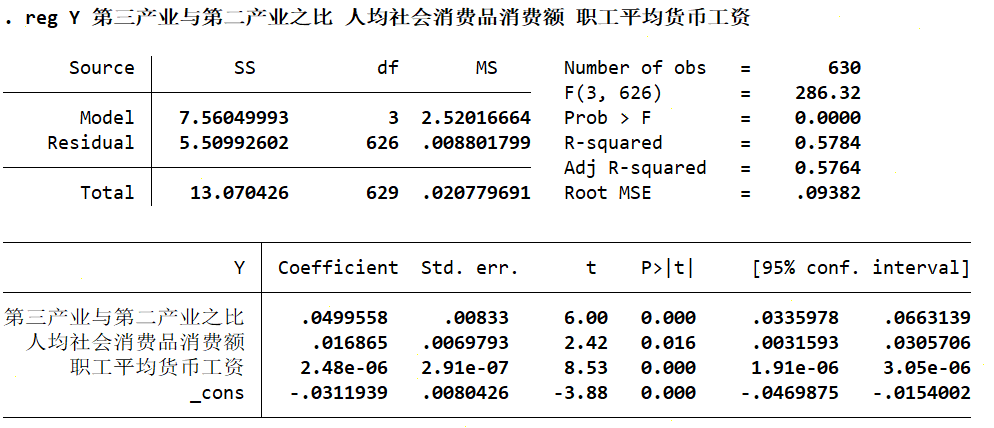 . reg Y 第三产业与第二产业之比 人均社会消费品消费额 职工平均货币工资
Source SS df MS Number of obs = 630
F(3, 626) = 286.32
Model 7.56049993 3 2.52016664 Prob > F = 0.0000
Residual 5.50992602 626 .008801799 R-squared = 0.5784
Adj R-squared = 0.5764
Total 13.070426 629 .020779691 Root MSE = .09382
Y Coefficient Std. err. t P>|t| [95% conf. interval]
第三产业与第二产业之比 .0499558 .00833 6.00 0.000 .0335978 .0663139
人均社会消费品消费额 .016865 .0069793 2.42 0.016 .0031593 .0305706
职工平均货币工资 2.48e-06 2.91e-07 8.53 0.000 1.91e-06 3.05e-06
_cons -.0311939 .0080426 -3.88 0.000 -.0469875 -.0154002